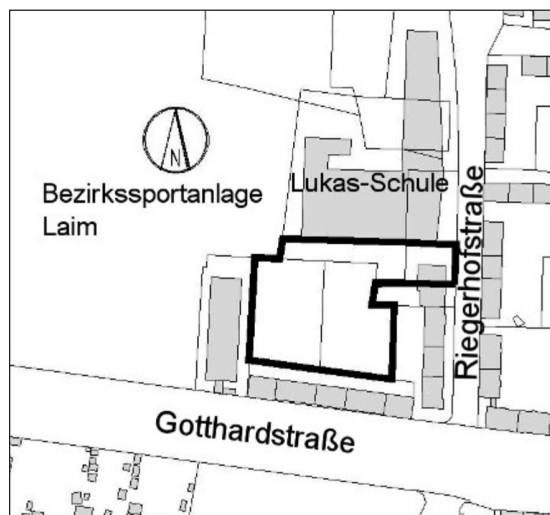 N
Lukas-Schule
Bezirkssportanlage
Laim
Riegerhofstraße
Gotthardstraße